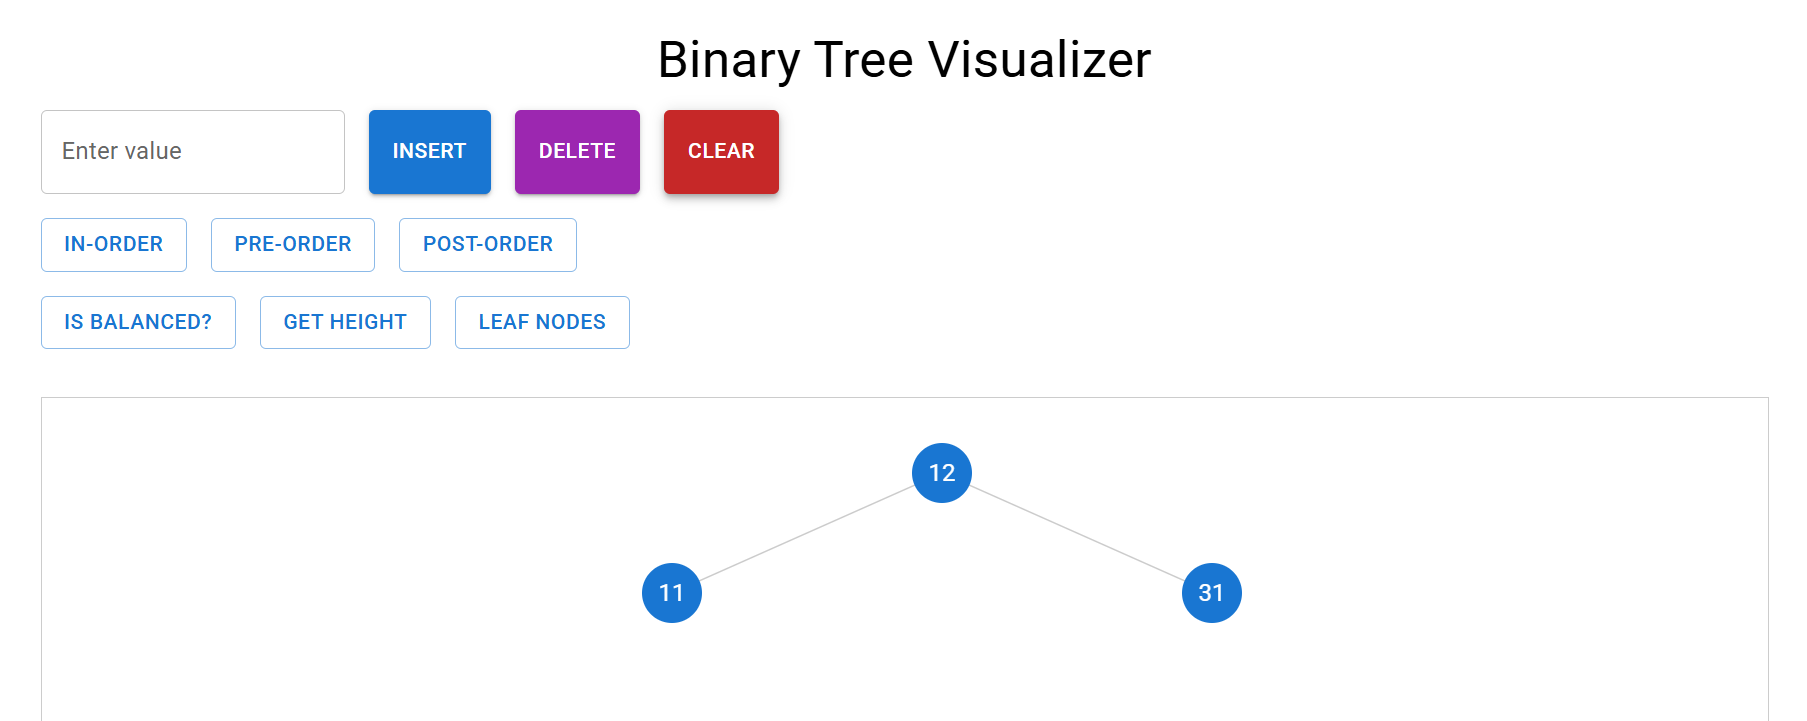 Binary Tree Visualizer
Enter value INSERT DELETE CLEAR
IN-ORDER PRE-ORDER POST-ORDER
IS BALANCED? GET HEIGHT LEAF NODES
12
11 31